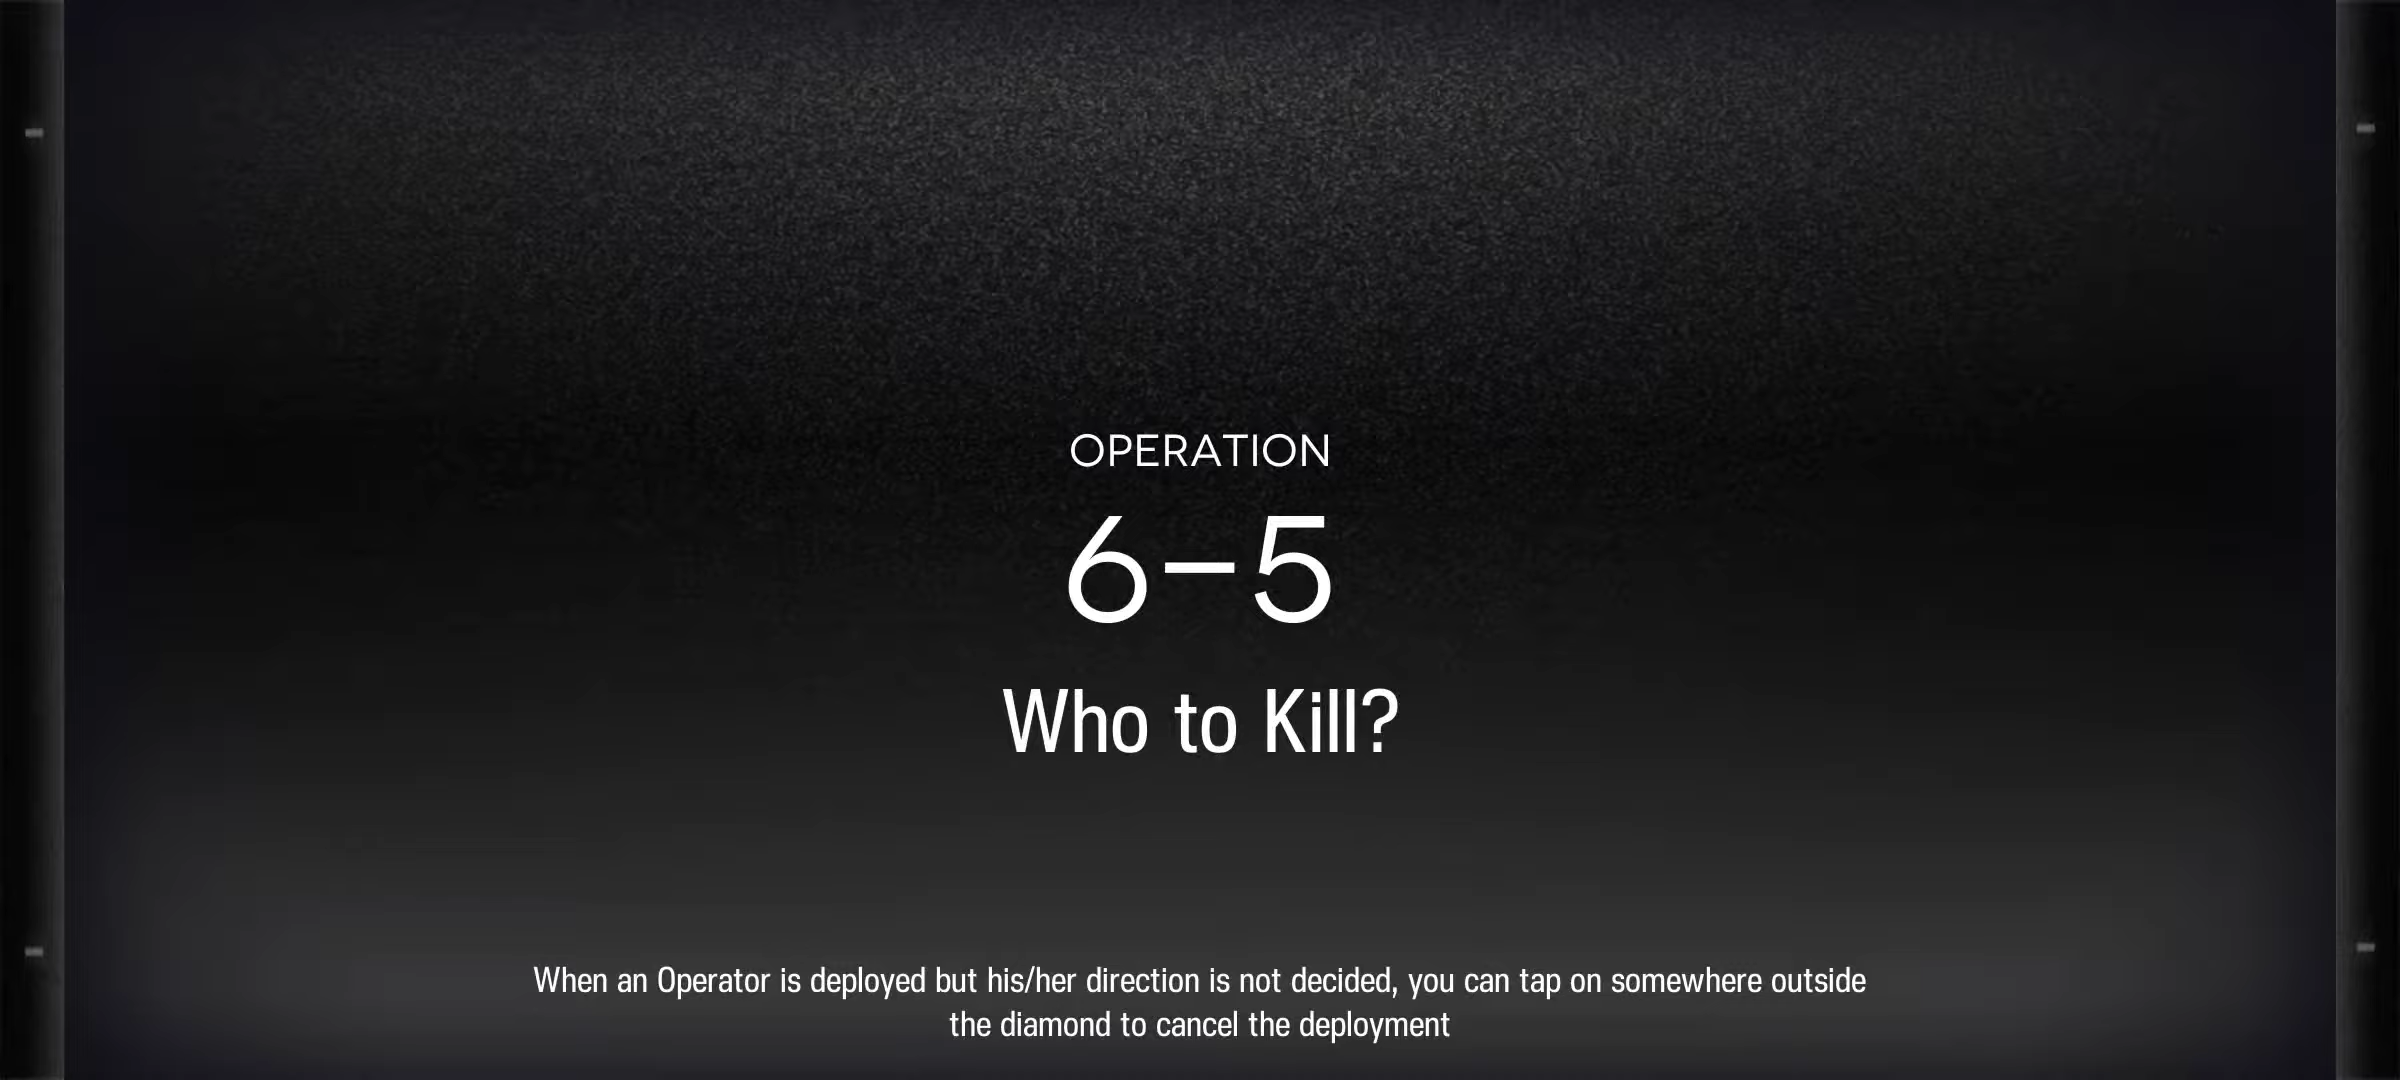 OPERATION
6–5
Who to Kill?
When an Operator is deployed but his/her direction is not decided, you can tap on somewhere outside
the diamond to cancel the deployment